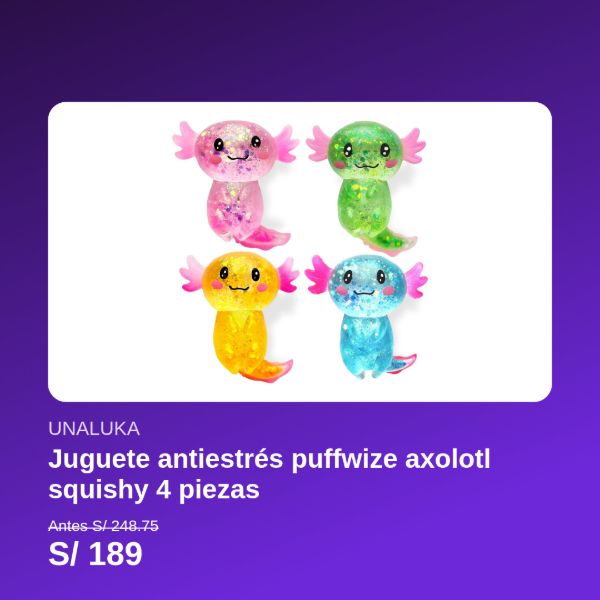 UNALUKA
Juguete antiestrés puffwize axolotl
squishy 4 piezas
Antes S/ 248.75
S/ 189